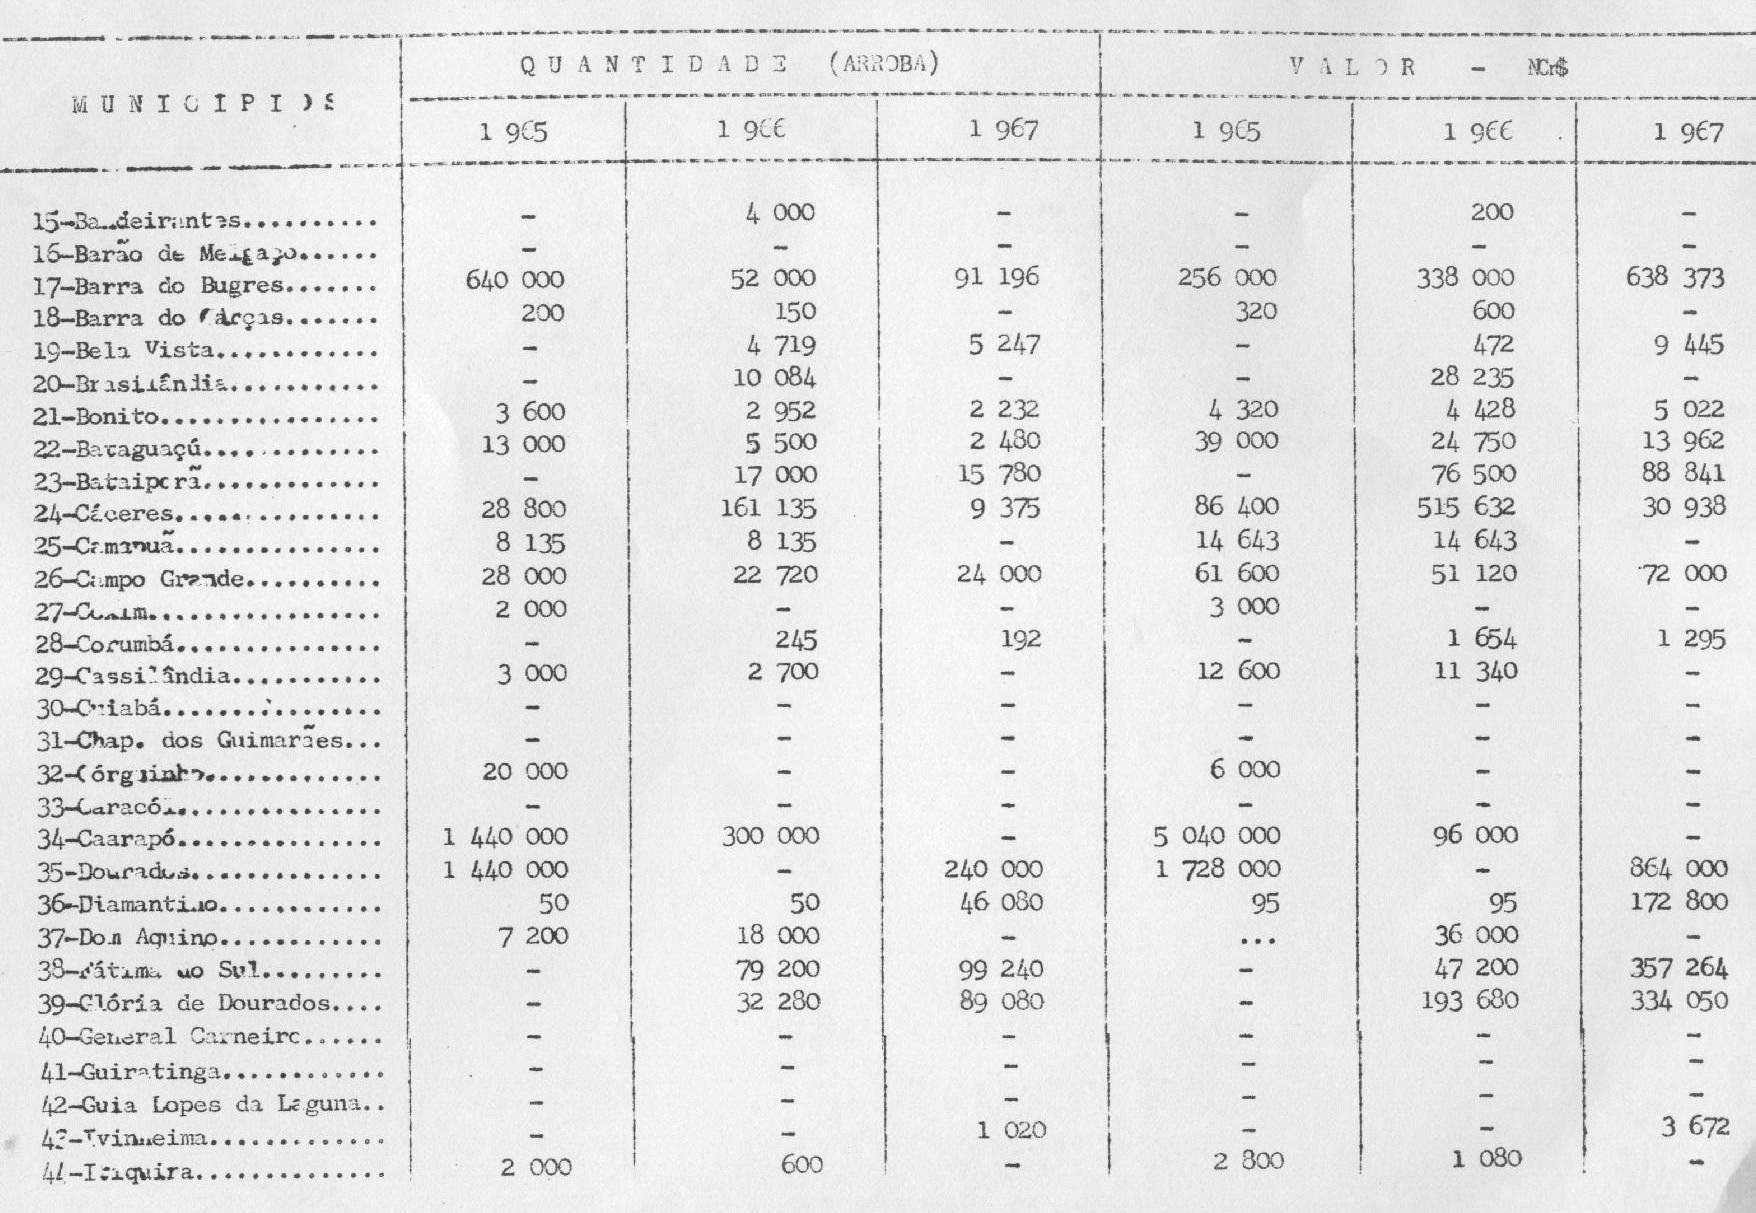 QUANTIDADE (ARROBA) VALOR - NCr$
MUNICIPIOS
1 965 1 966 1 967 1 965 1 966 1 967
15-Bandeirantes.......... - 4 000 - - 200 -
16-Barão de Melgaço...... - - - - - -
17-Barra do Bugres....... 640 000 52 000 91 196 256 000 338 000 638 373
18-Barra do Garças....... 200 150 - 320 600 -
19-Bela Vista............ - 4 719 5 247 - 472 9 445
20-Brasilândia........... - 10 084 - - 28 235 -
21-Bonito................ 3 600 2 952 2 232 4 320 4 428 5 022
22-Bataguaçú............. 13 000 5 500 2 480 39 000 24 750 13 962
23-Bataiporã............. - 17 000 15 780 - 76 500 88 841
24-Cáceres............... 28 800 161 135 9 375 86 400 515 632 30 938
25-Camapuã............... 8 135 8 135 - 14 643 14 643 -
26-Campo Grande.......... 28 000 22 720 24 000 61 600 51 120 72 000
27-Coxim................. 2 000 - - 3 000 - -
28-Corumbá............... - 245 192 - 1 654 1 295
29-Cassilândia........... 3 000 2 700 - 12 600 11 340 -
30-Cuiabá................ - - - - - -
31-Chap. dos Guimarães... - - - - - -
32-Córguinho............. 20 000 - - 6 000 - -
33-Caracól............... - - - - - -
34-Caarapó............... 1 440 000 300 000 - 5 040 000 96 000 -
35-Dourados.............. 1 440 000 - 240 000 1 728 000 - 864 000
36-Diamantino............ 50 50 46 080 95 95 172 800
37-Dom Aquino............ 7 200 18 000 - ... 36 000 -
38-Fátima do Sul......... - 79 200 99 240 - 47 200 357 264
39-Glória de Dourados.... - 32 280 89 080 - 193 680 334 050
40-General Carneiro...... - - - - - -
41-Guiratinga............ - - - - - -
42-Guia Lopes da Laguna.. - - - - - -
43-Ivinheima............. - - 1 020 - - 3 672
44-Itiquira.............. 2 000 600 - 2 800 1 080 -